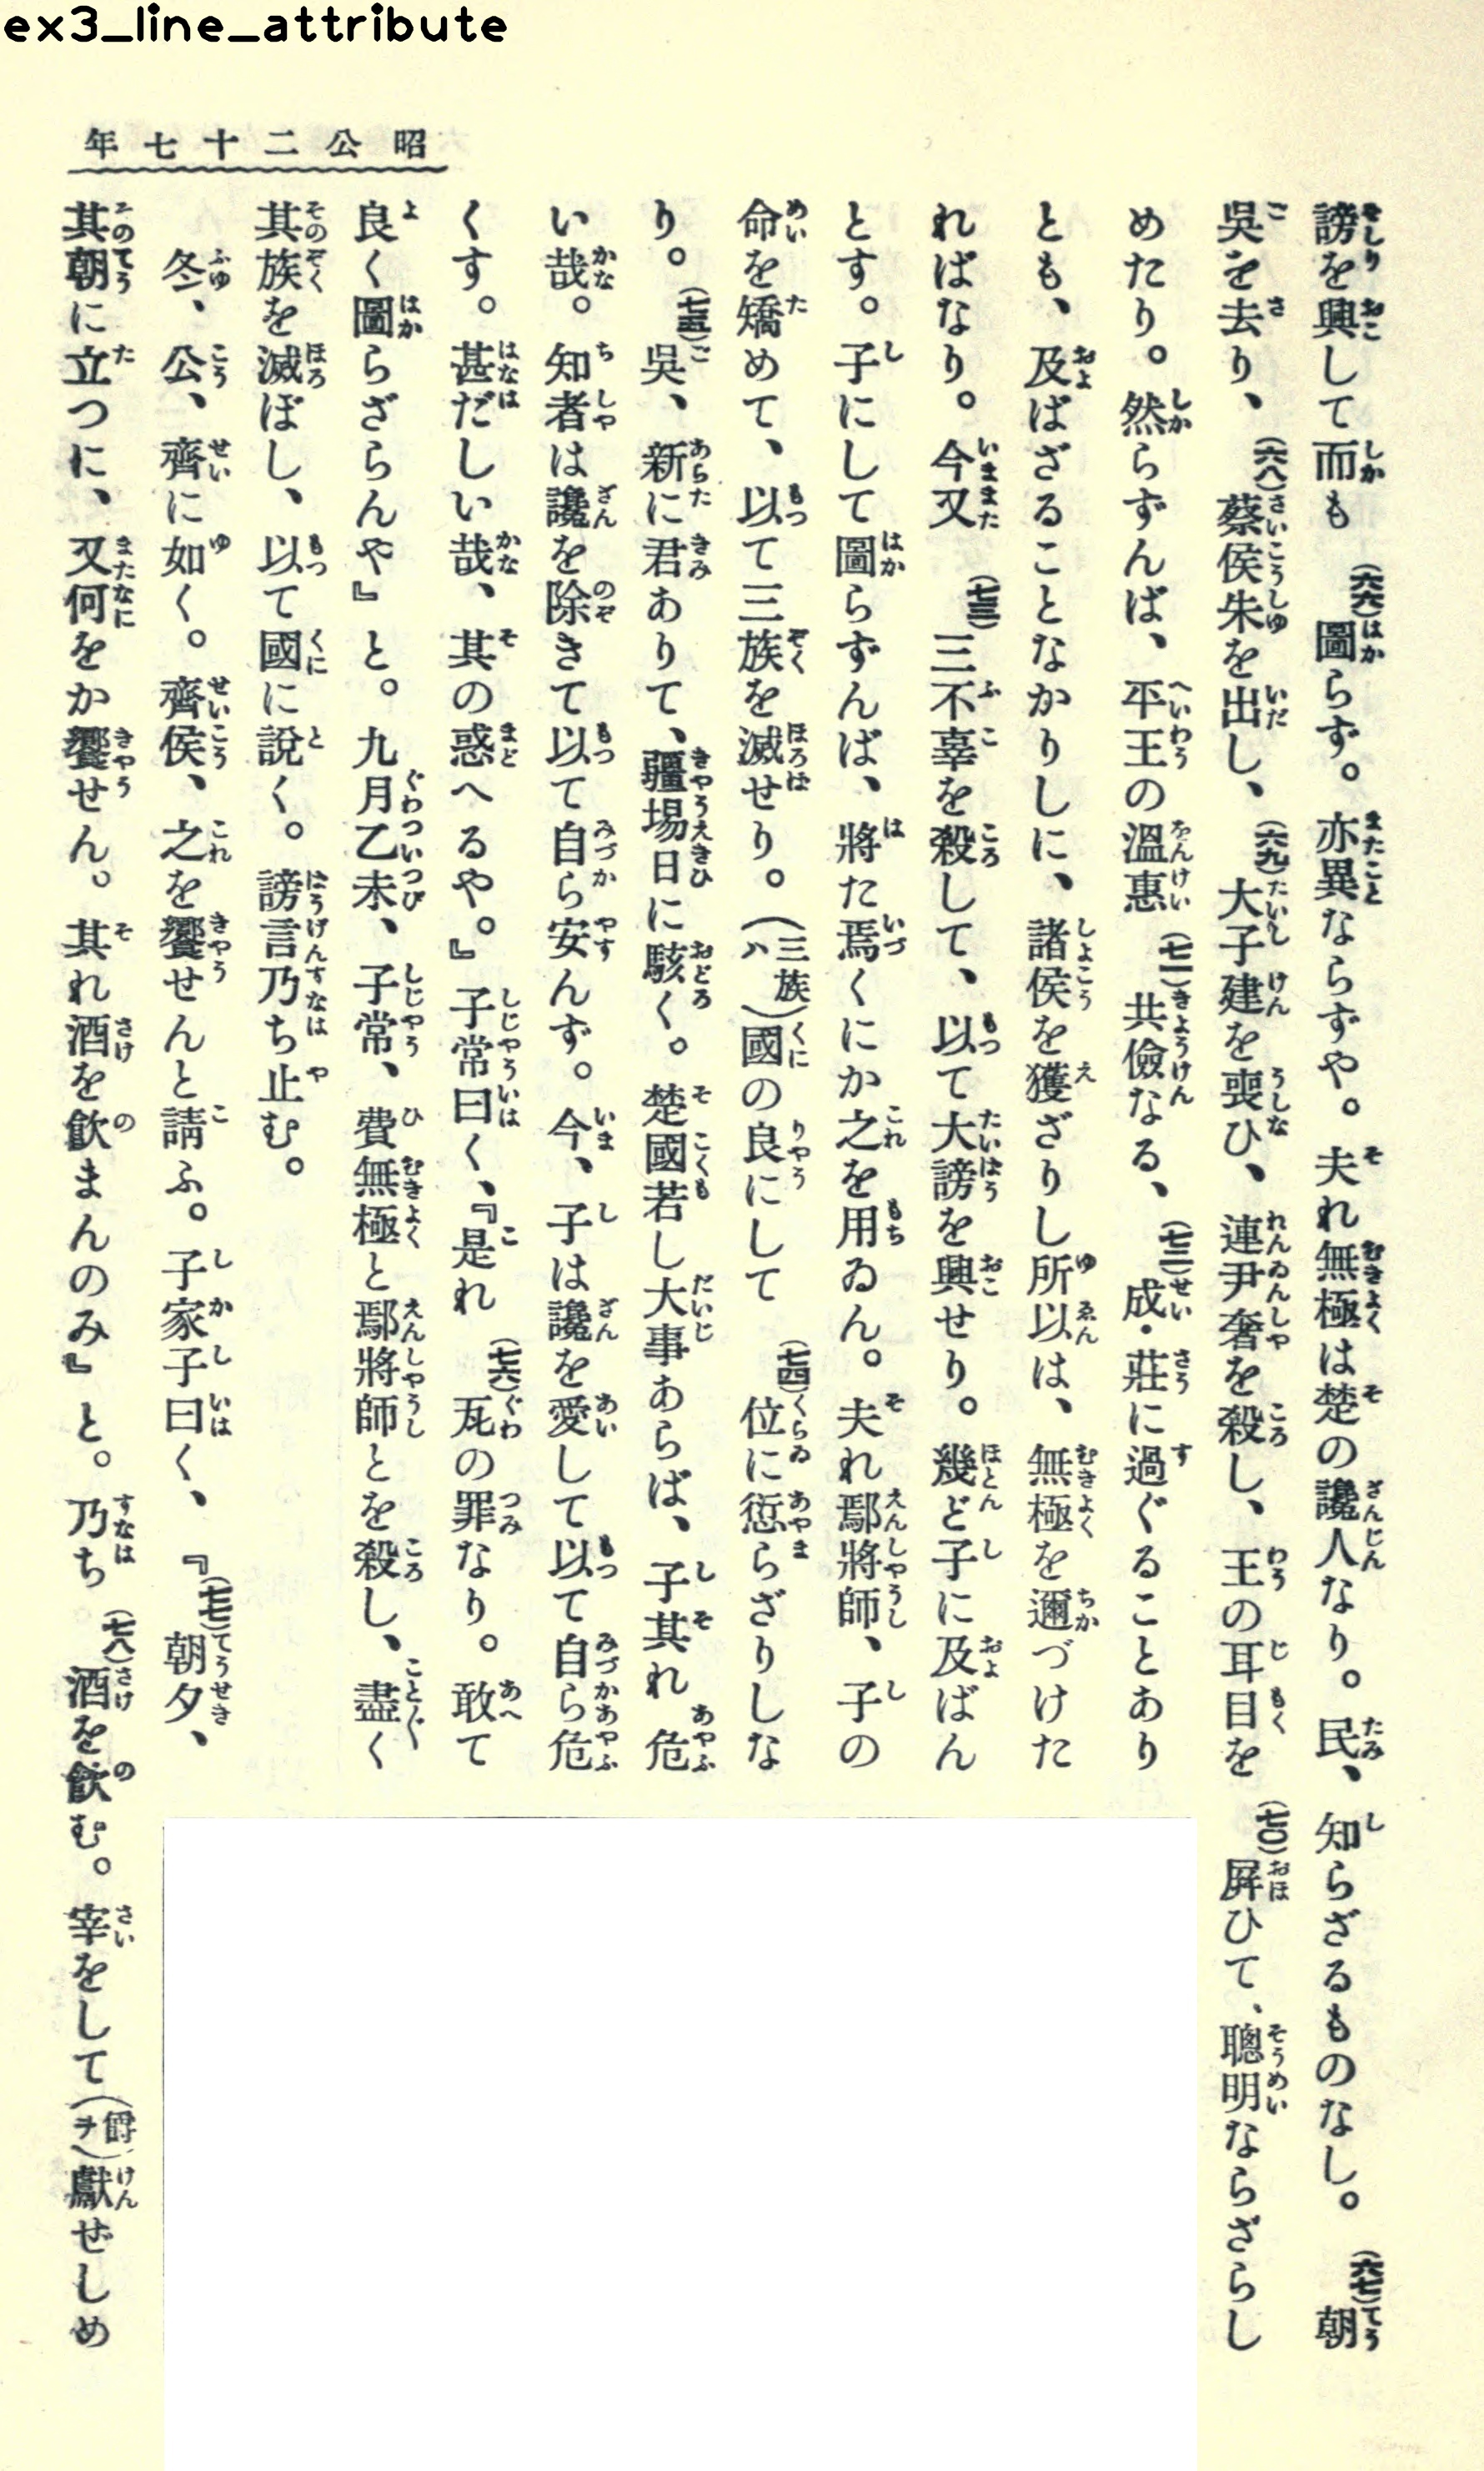 ex3_line_attribute
昭公二十七年
謗を興して而も(六六)圖らず。亦異ならずや。夫れ無極は楚の讒人なり。民、知らざるものなし。(六七)朝
吳を去り、(六八)蔡侯朱を出し、(六九)大子建を喪ひ、連尹奢を殺し、王の耳目を(七〇)屛ひて、聰明ならざらし
めたり。然らずんば、平王の溫惠(七一)共儉なる、(七二)成・莊に過ぐることあり
とも、及ばざることなかりしに、諸侯を獲ざりし所以は、無極を邇づけた
ればなり。今又(七三)三不辜を殺して、以て大謗を興せり。幾ど子に及ばん
とす。子にして圖らずんば、將た焉くにか之を用ゐん。夫れ鄢將師、子の
命を矯めて、以て三族を滅せり。(三族ハ)國の良にして(七四)位に愆らざりしな
り。(七五)吳、新に君ありて、疆埸日に駭く。楚國若し大事あらば、子其れ危
い哉。知者は讒を除きて以て自ら安んず。今、子は讒を愛して以て自ら危
くす。甚だしい哉、其の惑へるや。』子常曰く、『是れ(七六)瓦の罪なり。敢て
良く圖らざらんや』と。九月乙未、子常、費無極と鄢將師とを殺し、盡く
其族を滅ぼし、以て國に說く。謗言乃ち止む。
冬、公、齊に如く。齊侯、之を饗せんと請ふ。子家子曰く、『(七七)朝夕、
其朝に立つに、又何をか饗せん。其れ酒を飮まんのみ』と。乃ち(七八)酒を飮む。宰をして(爵ヲ)獻ぜしめ